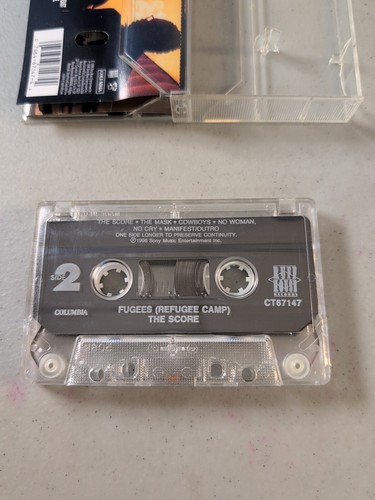 THE SCORE • THE MASK • COWBOYS • NO WOMAN,
NO CRY • MANIFEST/OUTRO
ONE SIDE LONGER TO PRESERVE CONTINUITY.
© 1996 Sony Music Entertainment Inc.
SIDE
2
COLUMBIA
RUFF
HOUSE
RECORDS
CT67147
FUGEES (REFUGEE CAMP)
THE SCORE